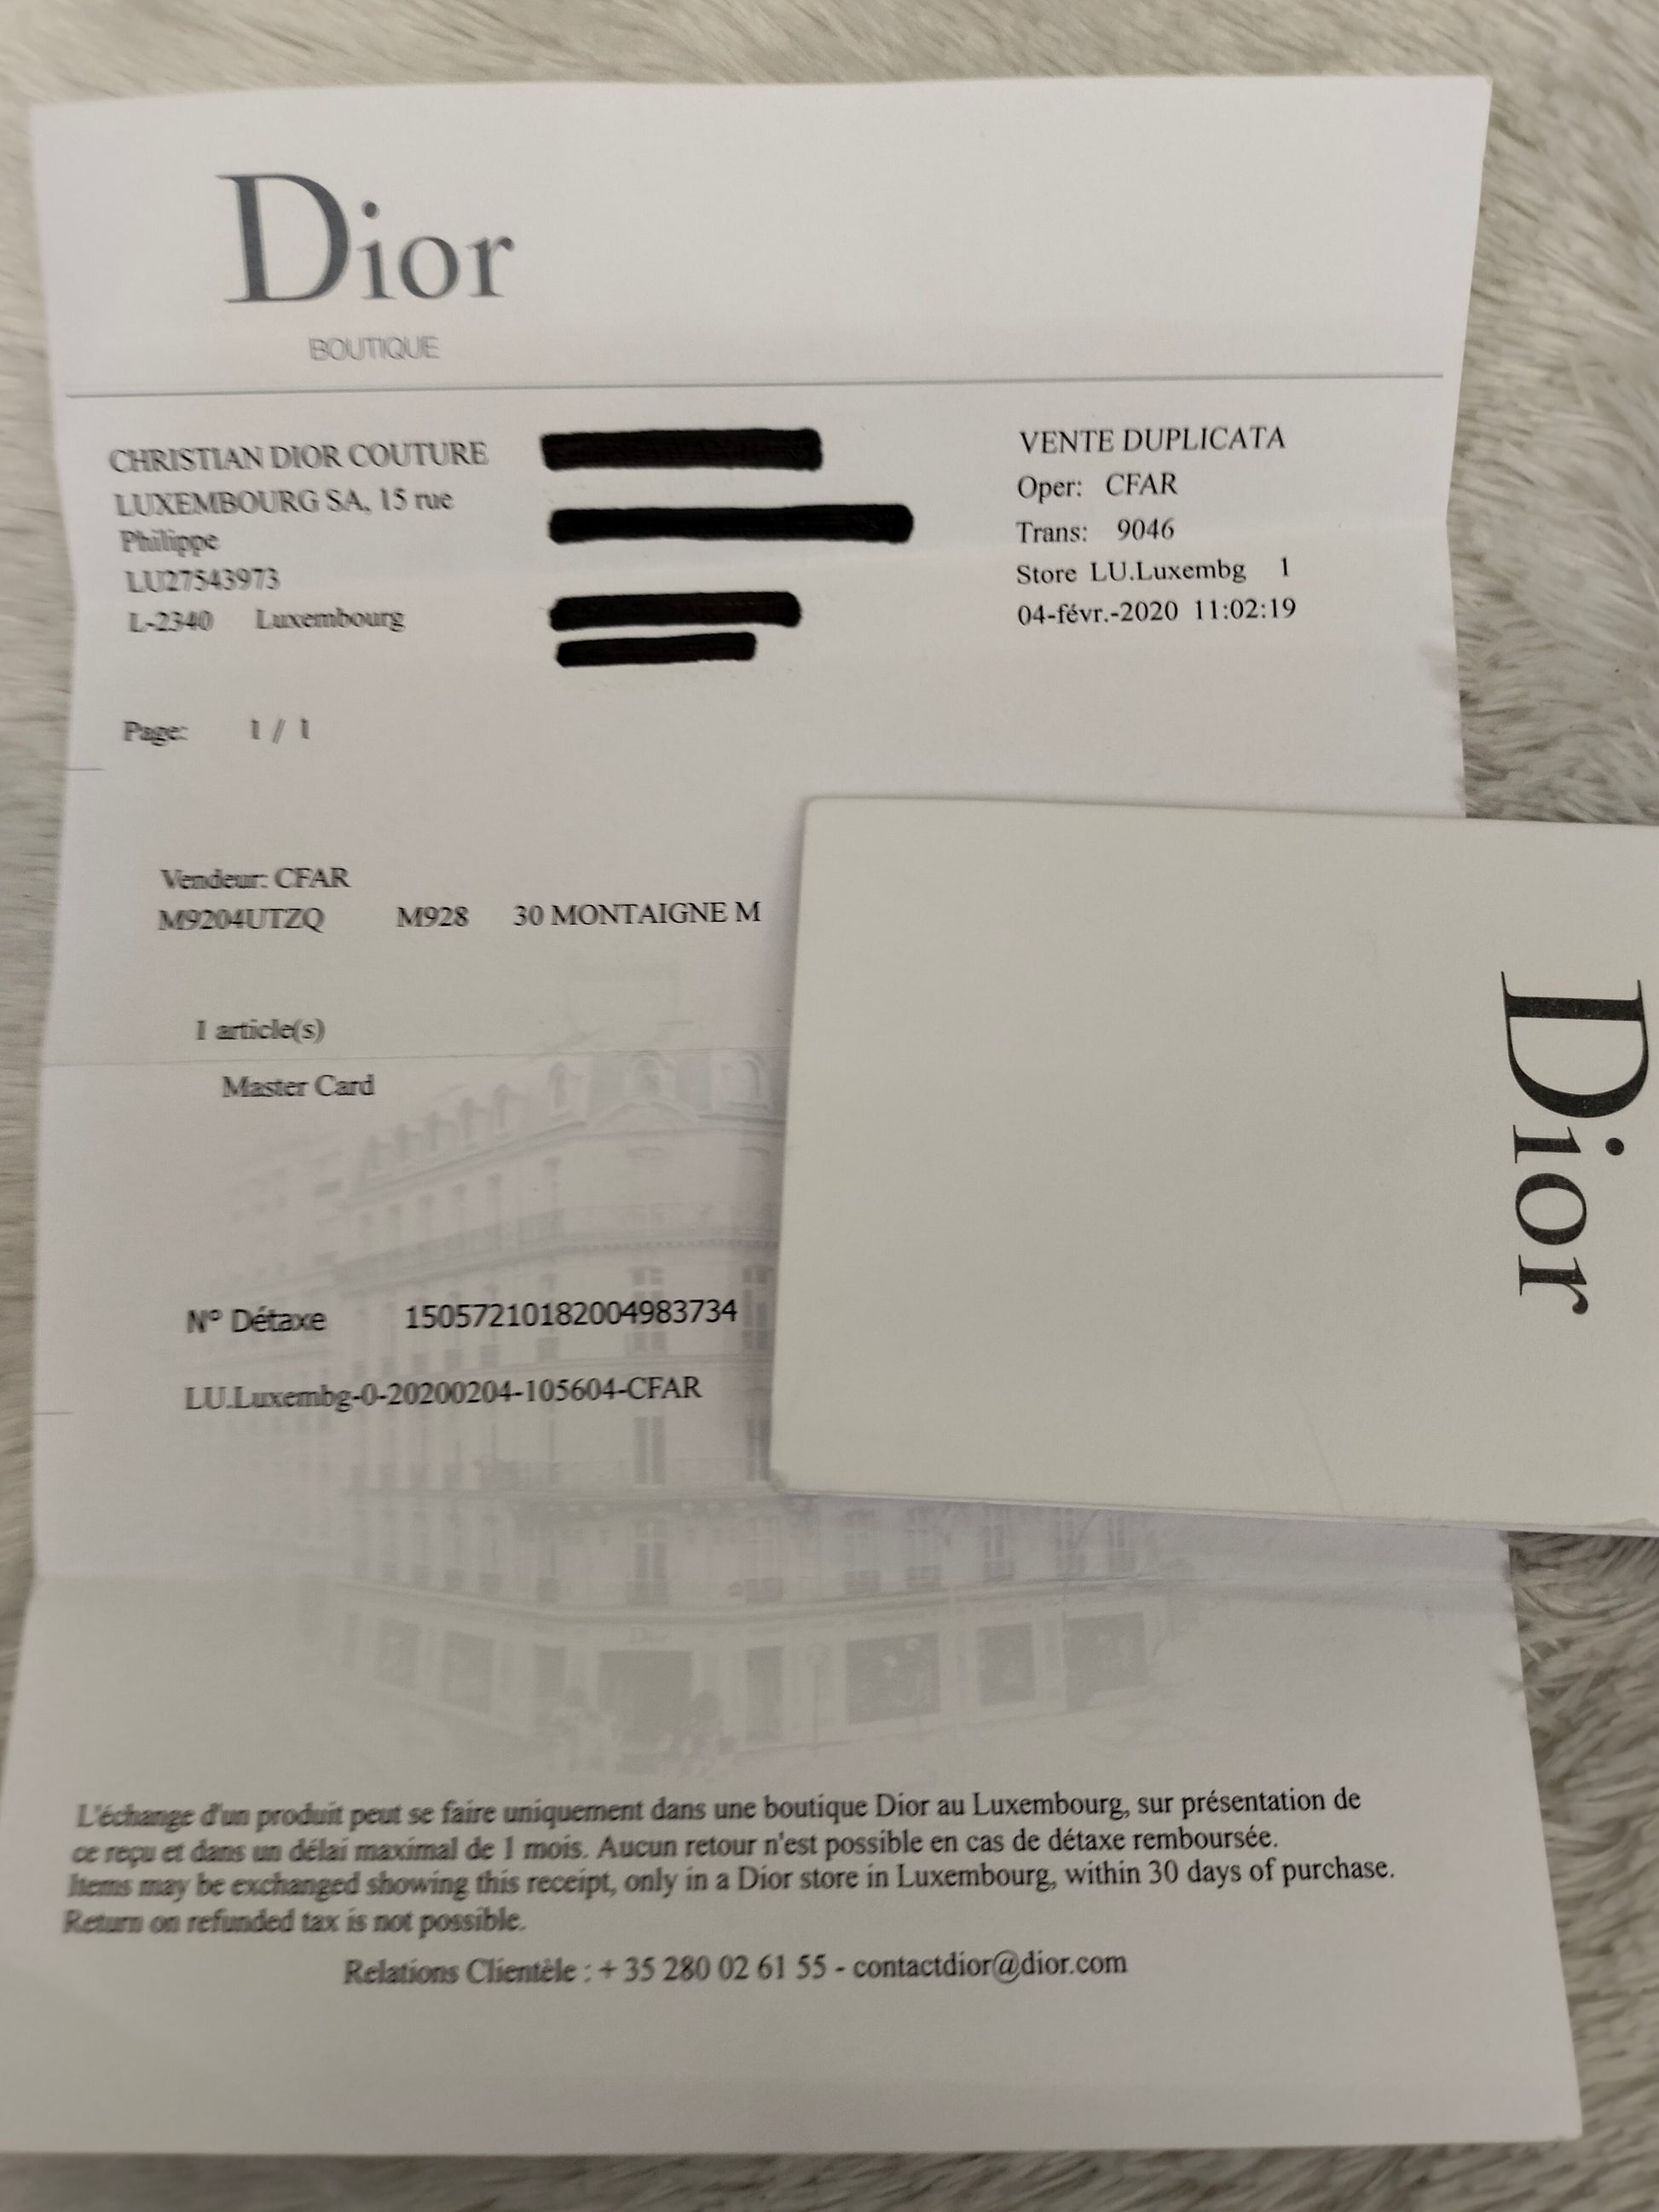 Dior
BOUTIQUE
CHRISTIAN DIOR COUTURE
LUXEMBOURG SA, 15 rue
Philippe
LU27543973
L-2340 Luxembourg
VENTE DUPLICATA
Oper: CFAR
Trans: 9046
Store LU.Luxembg 1
04-févr.-2020 11:02:19
Page: 1 / 1
Vendeur: CFAR
M9204UTZQ M928 30 MONTAIGNE M
1 article(s)
Master Card
N° Détaxe 15057210182004983734
LU.Luxembg-0-20200204-105604-CFAR
Dior
L'échange d'un produit peut se faire uniquement dans une boutique Dior au Luxembourg, sur présentation de
ce reçu et dans un délai maximal de 1 mois. Aucun retour n'est possible en cas de détaxe remboursée.
Items may be exchanged showing this receipt, only in a Dior store in Luxembourg, within 30 days of purchase.
Return on refunded tax is not possible.
Relations Clientèle : + 35 280 02 61 55 - contactdior@dior.com